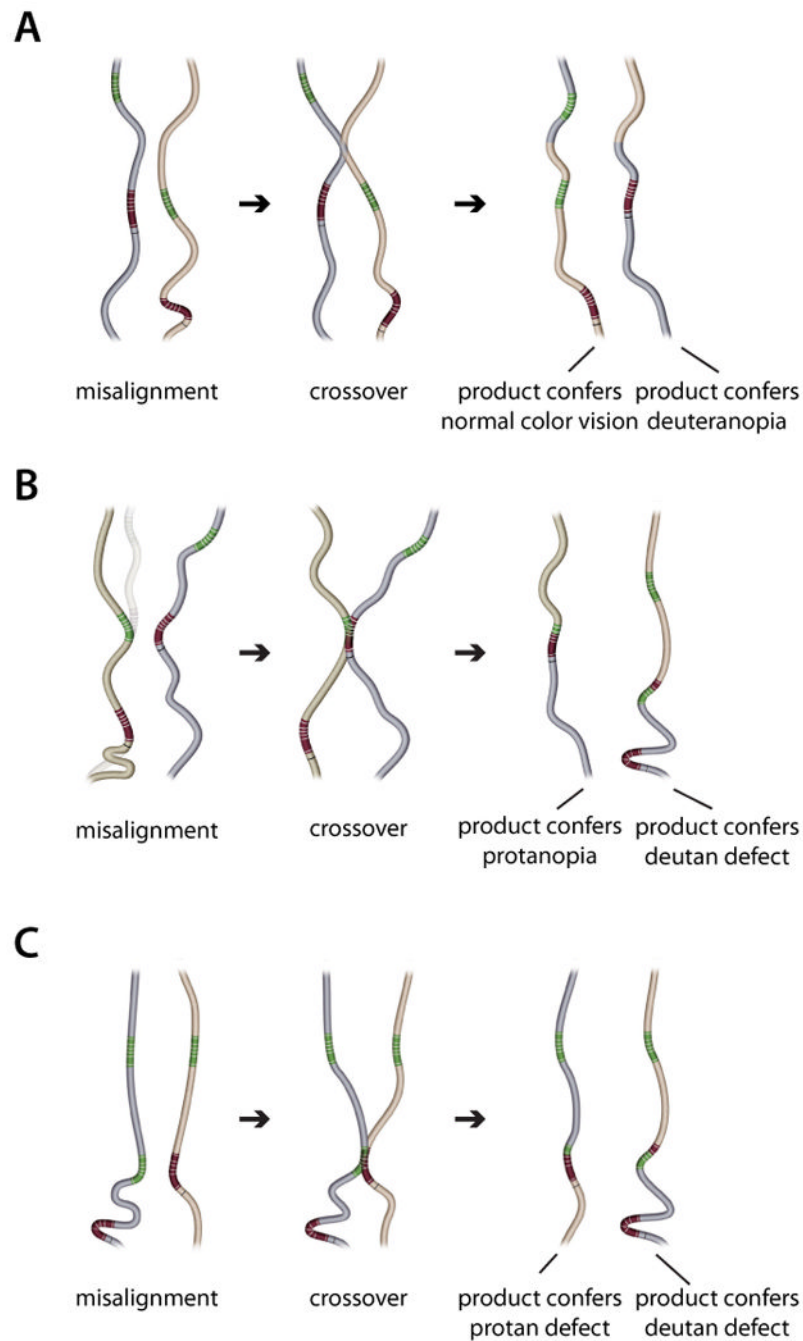 A
misalignment
crossover
product confers
normal color vision
product confers
deuteranopia
B
misalignment
crossover
product confers
protanopia
product confers
deutan defect
C
misalignment
crossover
product confers
protan defect
product confers
deutan defect